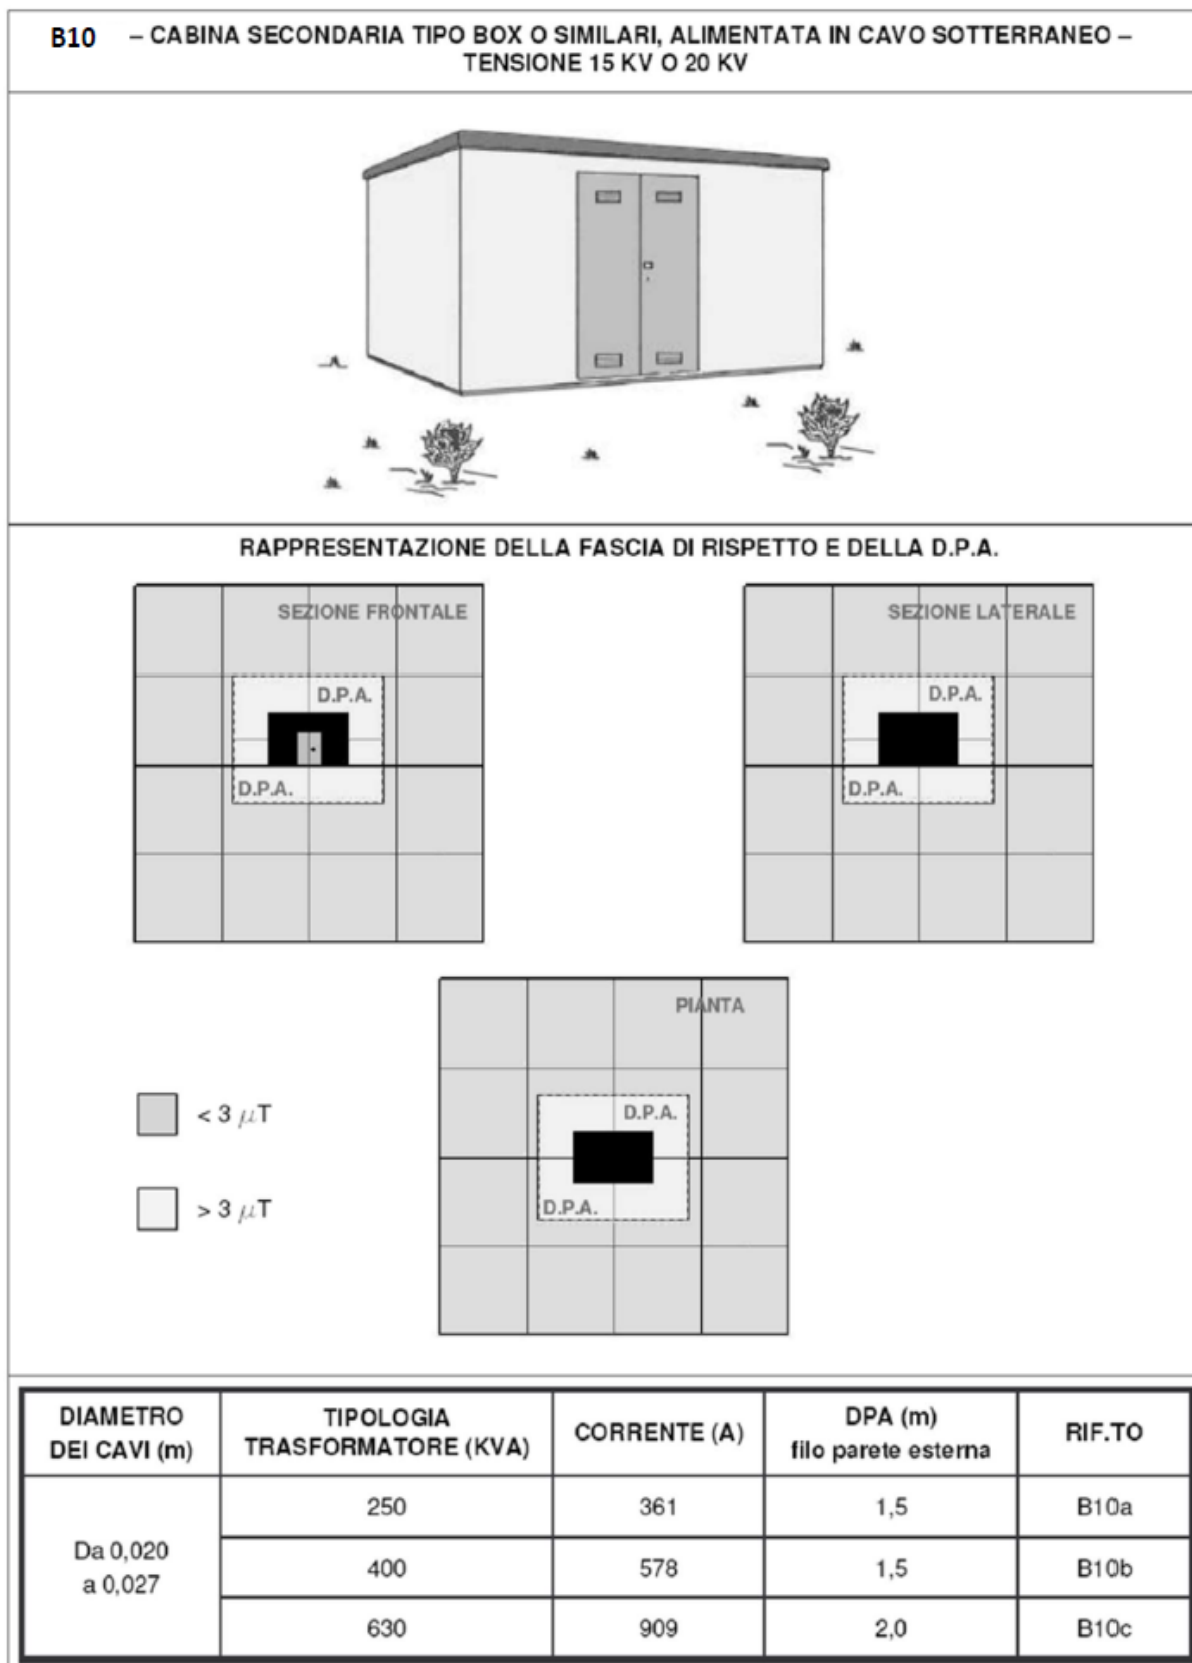 B10 – CABINA SECONDARIA TIPO BOX O SIMILARI, ALIMENTATA IN CAVO SOTTERRANEO –
TENSIONE 15 KV O 20 KV
RAPPRESENTAZIONE DELLA FASCIA DI RISPETTO E DELLA D.P.A.
SEZIONE FRONTALE
D.P.A.
D.P.A.
SEZIONE LATERALE
D.P.A.
D.P.A.
PIANTA
D.P.A.
D.P.A.
< 3 µT
> 3 µT
DIAMETRO
DEI CAVI (m)
TIPOLOGIA
TRASFORMATORE (KVA)
CORRENTE (A)
DPA (m)
filo parete esterna
RIF.TO
Da 0,020
a 0,027
250 361 1,5 B10a
400 578 1,5 B10b
630 909 2,0 B10c